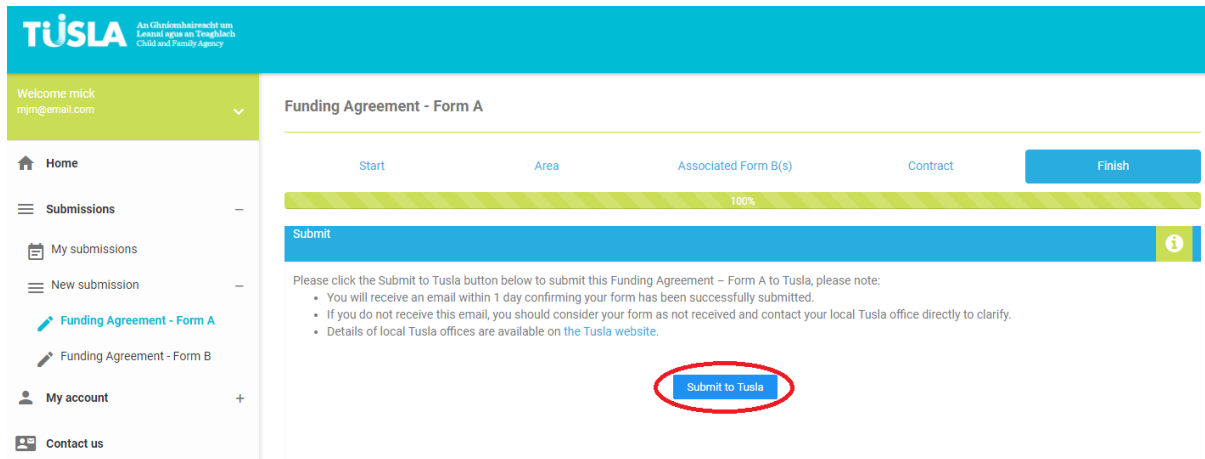 TUSLA
An Ghníomhaireacht um
Leanaí agus an Teaghlach
Child and Family Agency
Welcome mick
mjm@email.com
Home
Submissions
My submissions
New submission
Funding Agreement - Form A
Funding Agreement - Form B
My account
Contact us
Funding Agreement - Form A
Start Area Associated Form B(s) Contract Finish
100%
Submit
Please click the Submit to Tusla button below to submit this Funding Agreement – Form A to Tusla, please note:
• You will receive an email within 1 day confirming your form has been successfully submitted.
• If you do not receive this email, you should consider your form as not received and contact your local Tusla office directly to clarify.
• Details of local Tusla offices are available on the Tusla website.
Submit to Tusla